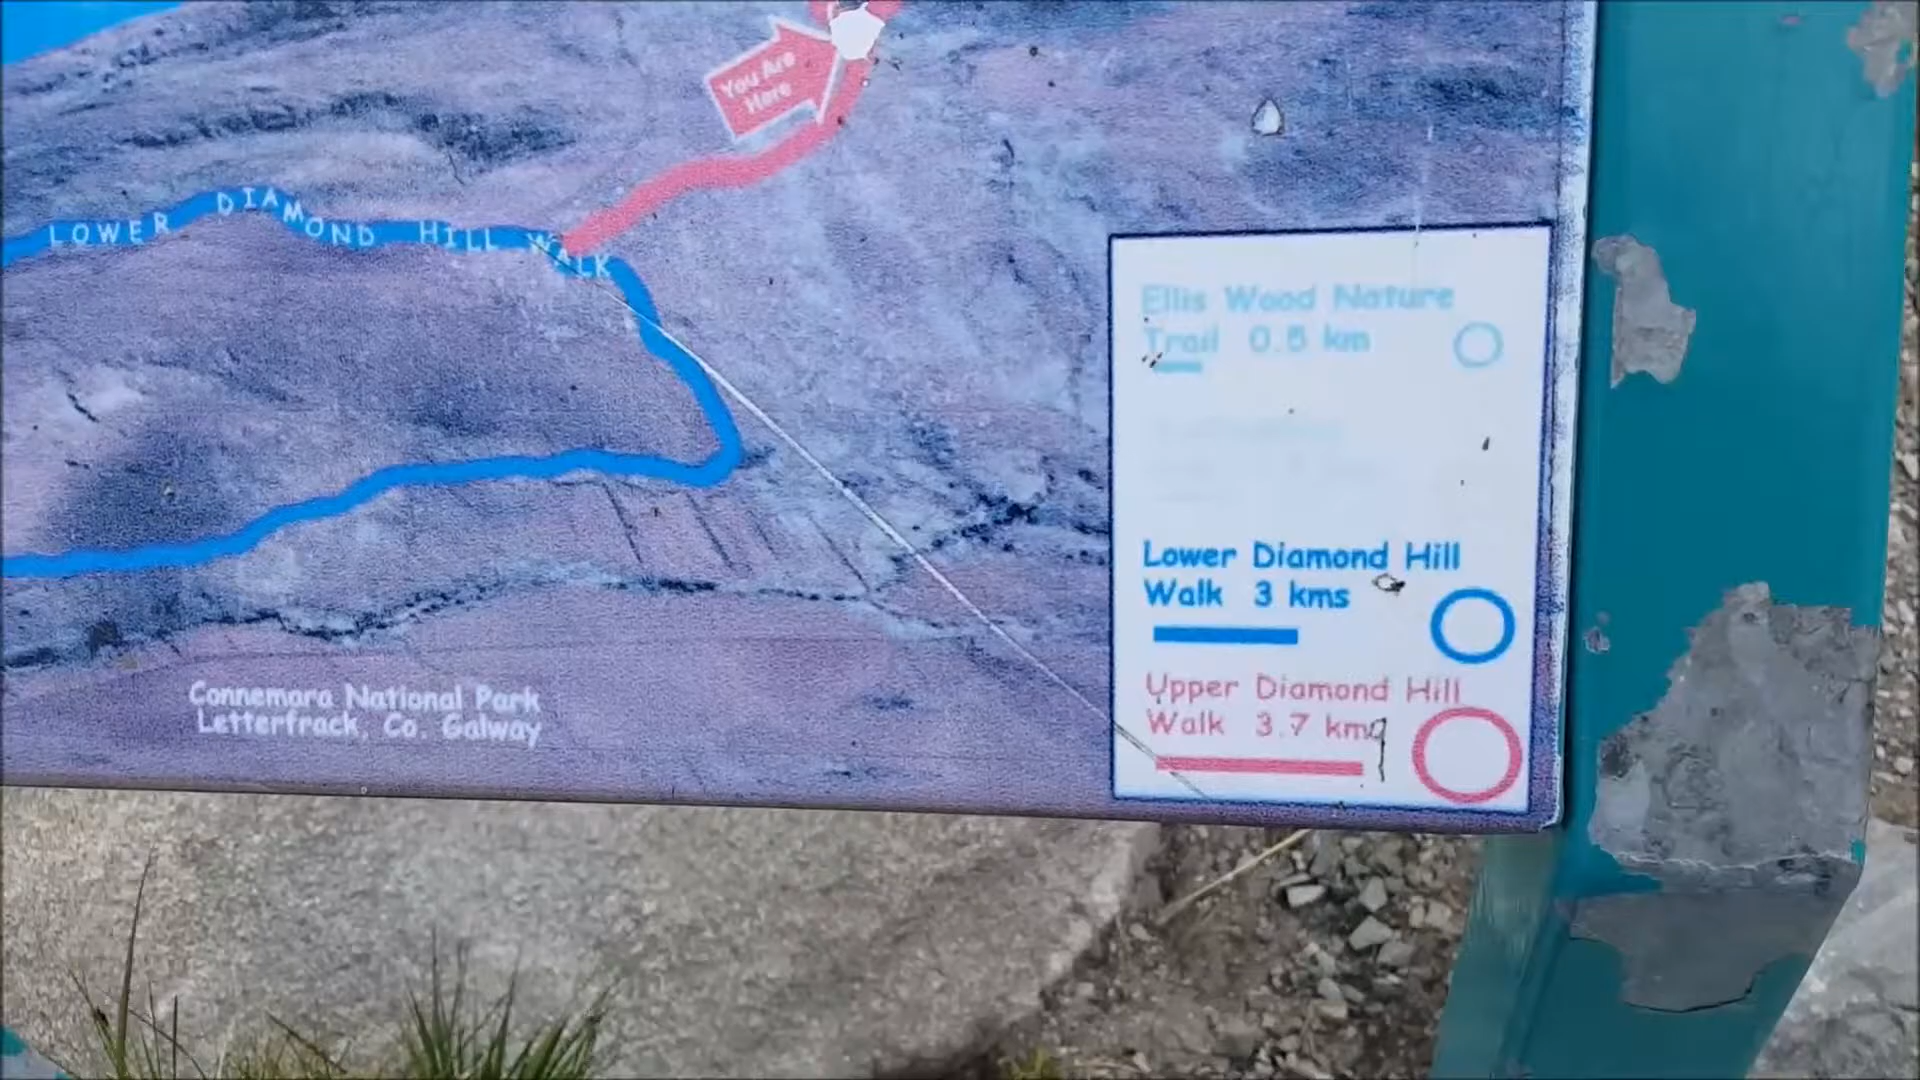 You Are
Here
LOWER DIAMOND HILL WALK
Ellis Wood Nature
Trail 0.5 km
Lower Diamond Hill
Walk 3 kms
Upper Diamond Hill
Walk 3.7 kms
Connemara National Park
Letterfrack, Co. Galway